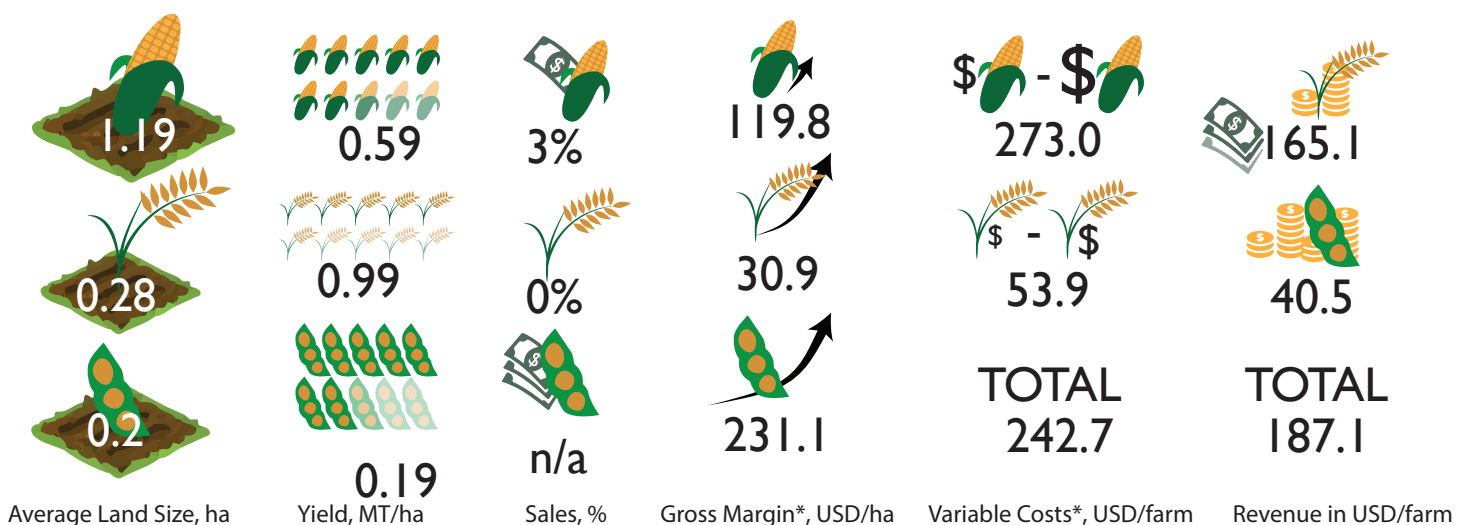 1.19 0.59 3% 119.8 273.0 165.1
0.28 0.99 0% 30.9 53.9 40.5
0.2 0.19 n/a 231.1 TOTAL 242.7 TOTAL 187.1
Average Land Size, ha Yield, MT/ha Sales, % Gross Margin*, USD/ha Variable Costs*, USD/farm Revenue in USD/farm